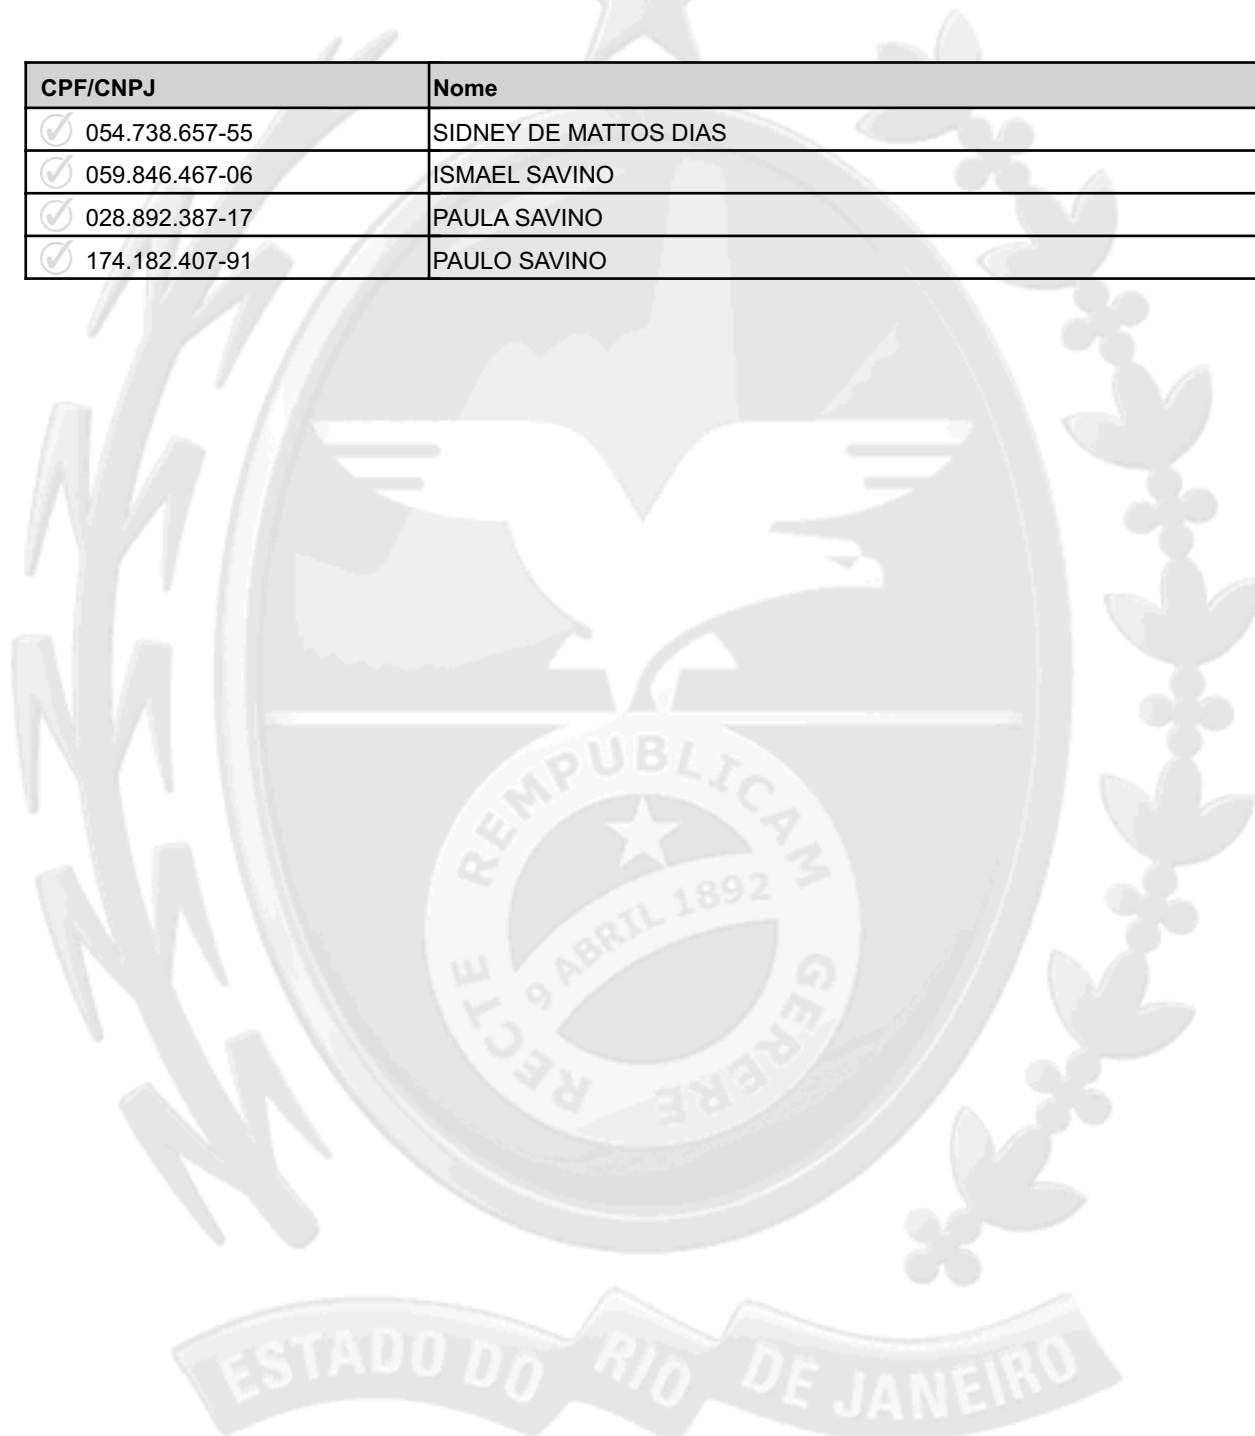 CPF/CNPJ Nome
054.738.657-55 SIDNEY DE MATTOS DIAS
059.846.467-06 ISMAEL SAVINO
028.892.387-17 PAULA SAVINO
174.182.407-91 PAULO SAVINO
RECTE REMPUBLICAM GERERE
9 ABRIL 1892
ESTADO DO RIO DE JANEIRO